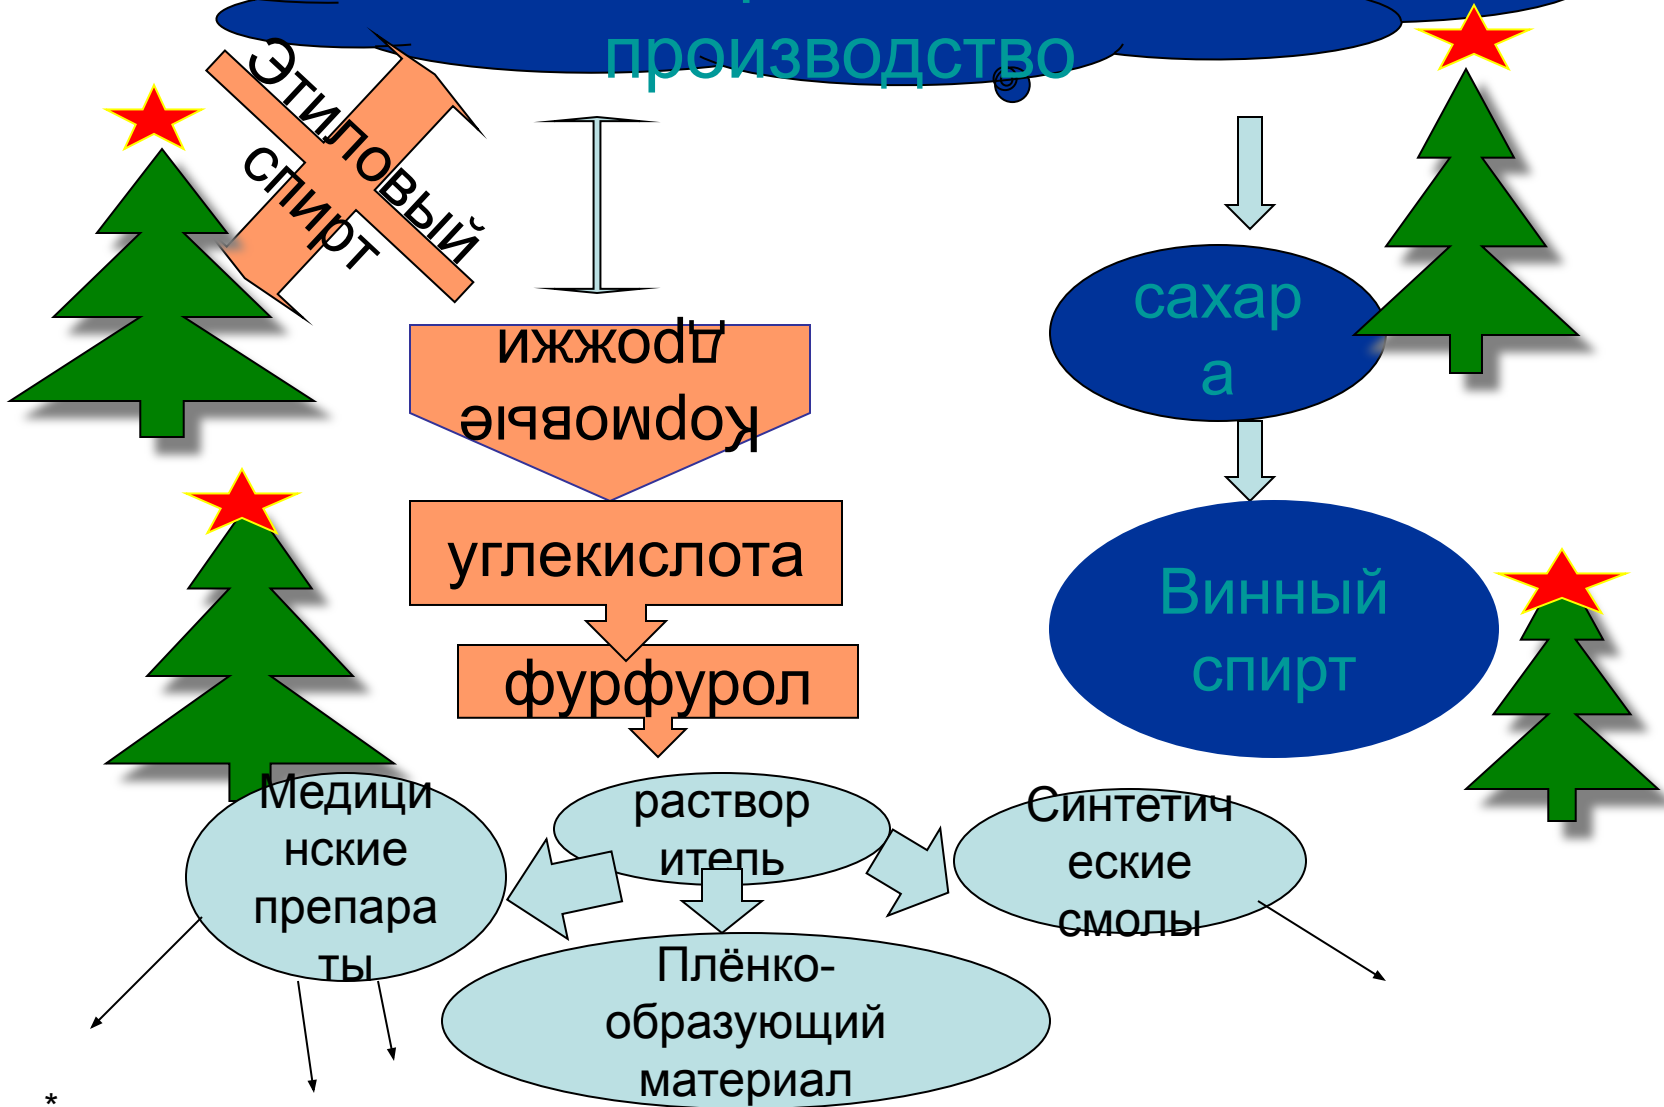 производство
Этиловый
спирт
Кормовые
дрожжи
сахар
а
углекислота
Винный
спирт
фурфурол
Медици
нские
препара
ты
раствор
итель
Синтетич
еские
смолы
Плёнко-
образующий
материал
*